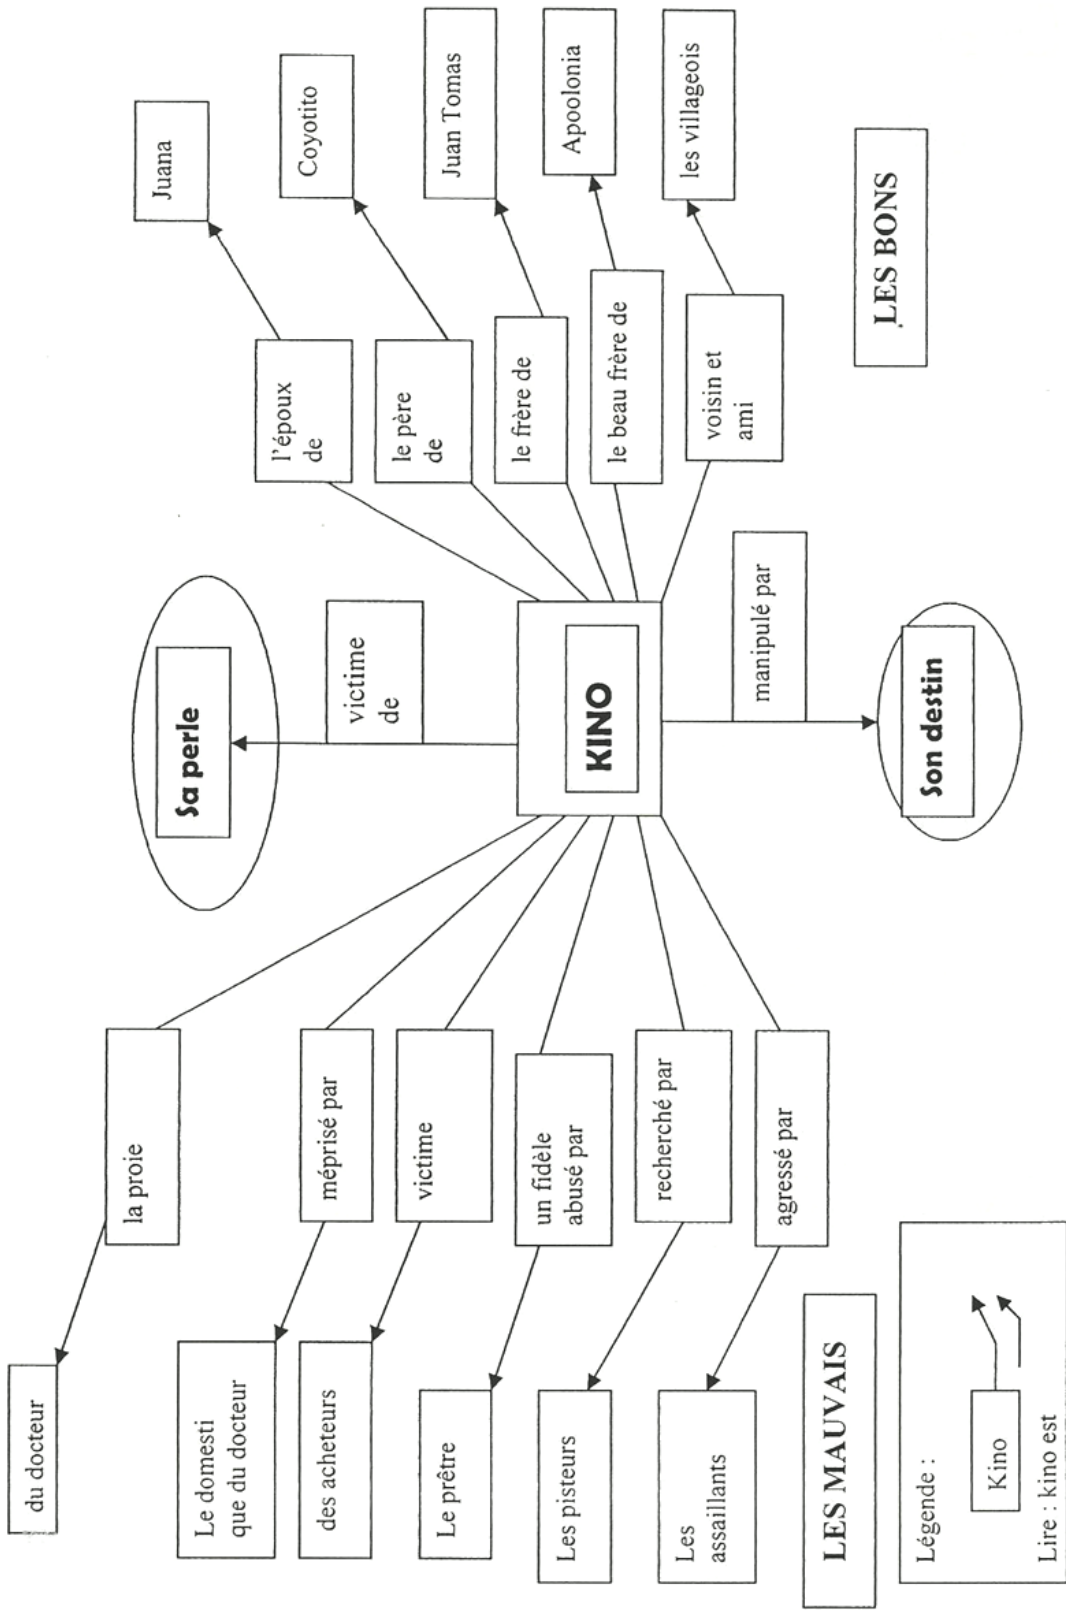 du docteur
la proie
Sa perle
victime
de
l'époux
de
Juana
Le domesti
que du docteur
méprisé par
le père
de
Coyotito
des acheteurs
victime
KINO
le frère de
Juan Tomas
Le prêtre
un fidèle
abusé par
le beau frère de
Apoolonia
Les pisteurs
recherché par
voisin et
ami
les villageois
Les
assaillants
agressé par
manipulé par
Son destin
LES MAUVAIS
LES BONS
Légende :
Kino
Lire : kino est